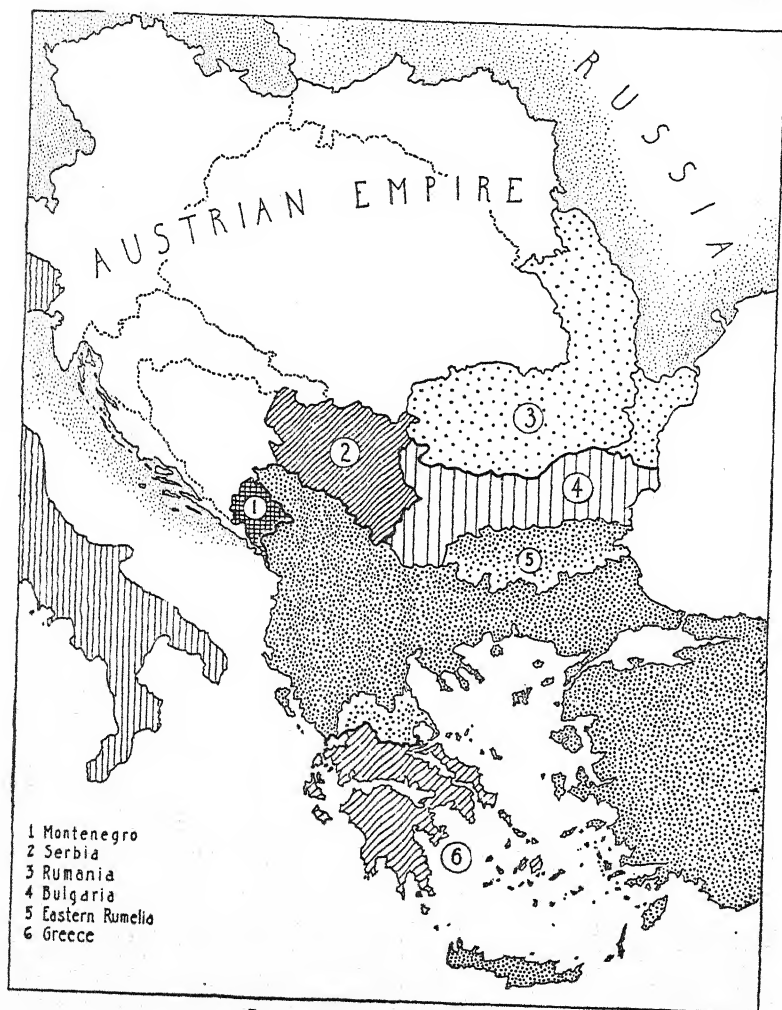 RUSSIA
AUSTRIAN EMPIRE
3
2
4
1
5
6
1 Montenegro
2 Serbia
3 Rumania
4 Bulgaria
5 Eastern Rumelia
6 Greece